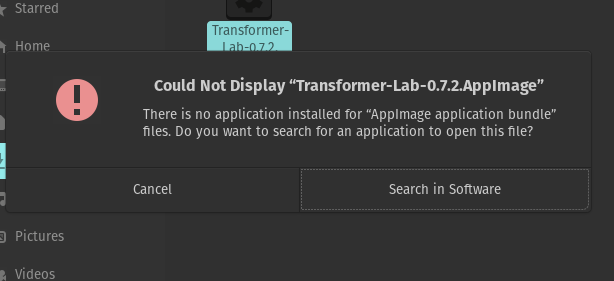 Starred
Transformer-
Lab-0.7.2
Home
Could Not Display “Transformer-Lab-0.7.2.AppImage”
There is no application installed for “AppImage application bundle”
files. Do you want to search for an application to open this file?
Cancel
Search in Software
Pictures
Videos